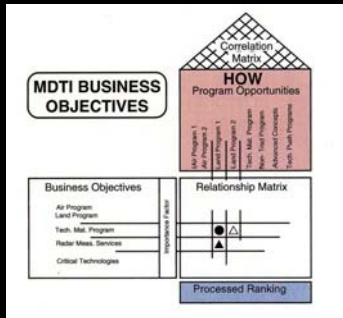 Correlation
Matrix
MDTI BUSINESS
OBJECTIVES
HOW
Program Opportunities
Air Program 1
Air Program 2
Land Program 1
Land Program 2
Tech. Mat. Program
Non- Trad Program
Advanced Concepts
Tech. Push Programs
Business Objectives
Importance Factor
Relationship Matrix
Air Program
Land Program
Tech. Mat. Program
Radar Meas. Services
Critical Technologies
Processed Ranking